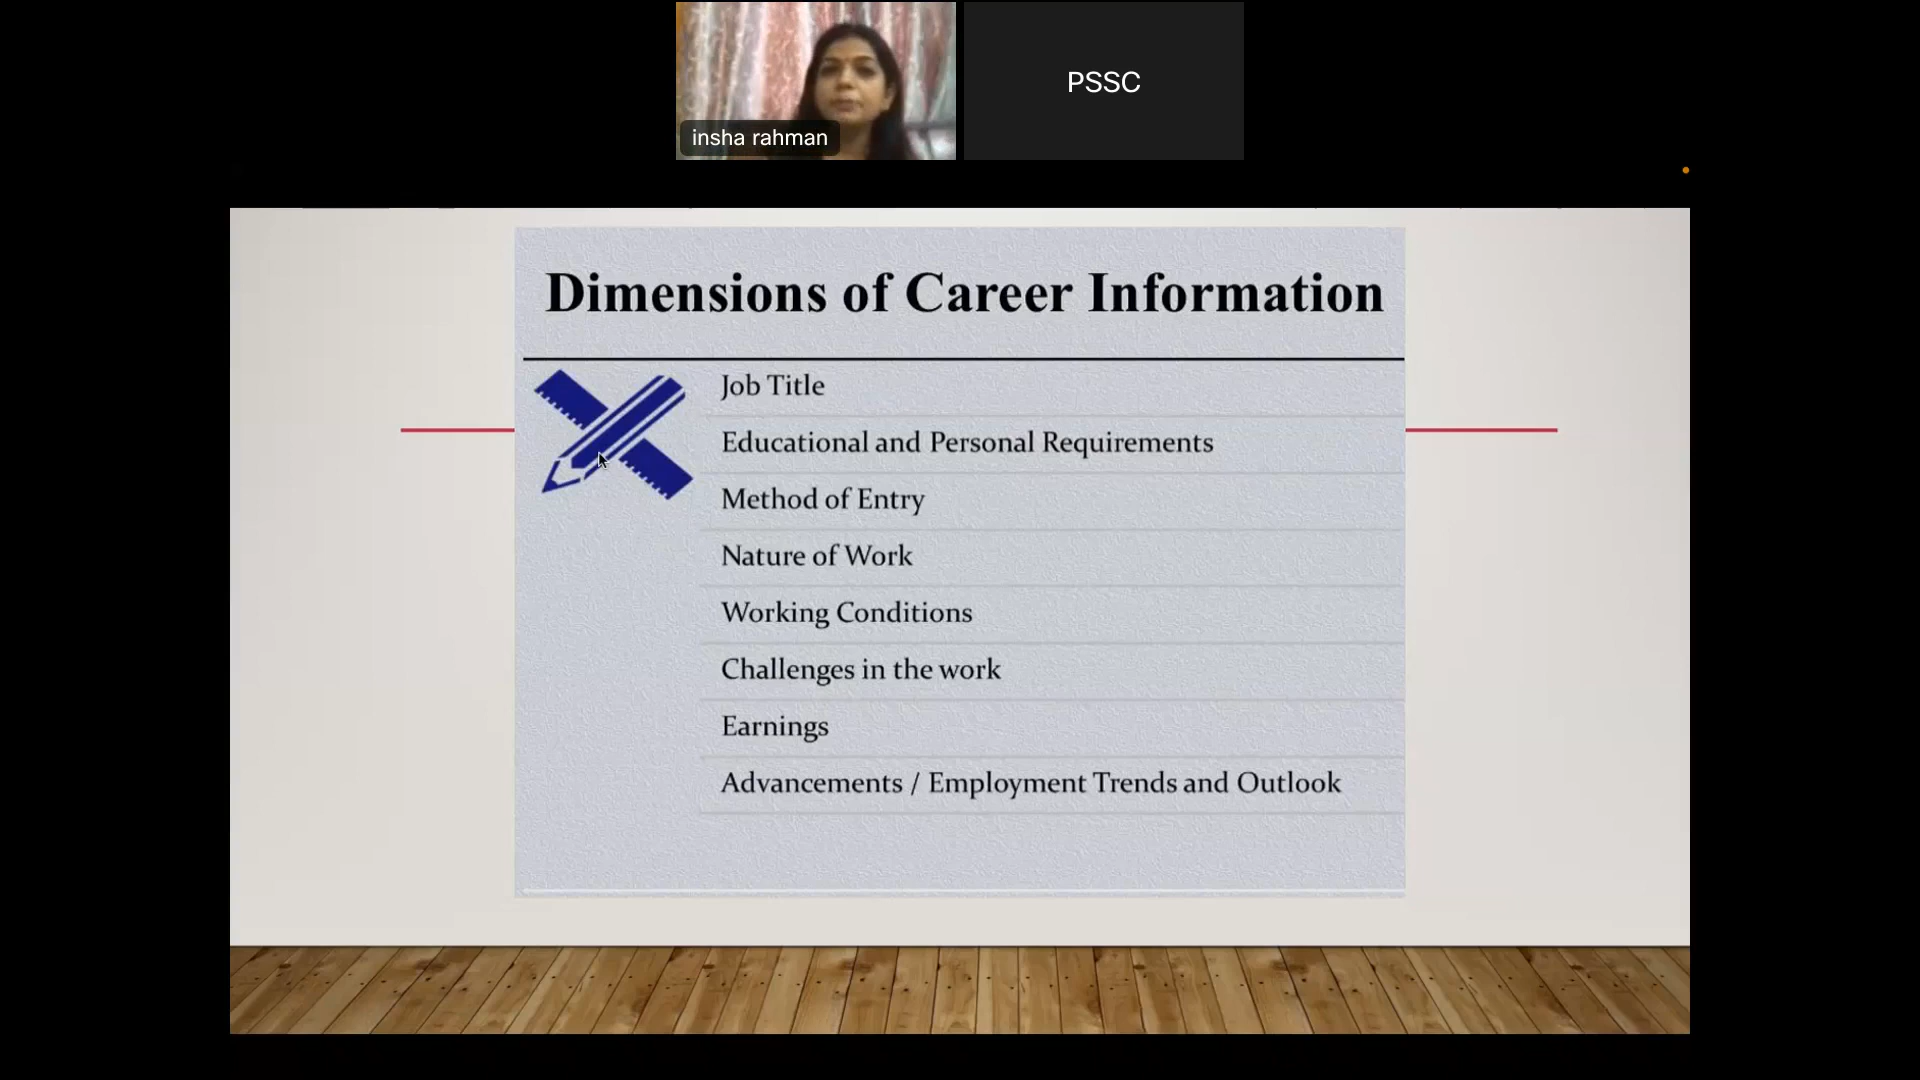 insha rahman
PSSC
Dimensions of Career Information
Job Title
Educational and Personal Requirements
Method of Entry
Nature of Work
Working Conditions
Challenges in the work
Earnings
Advancements / Employment Trends and Outlook